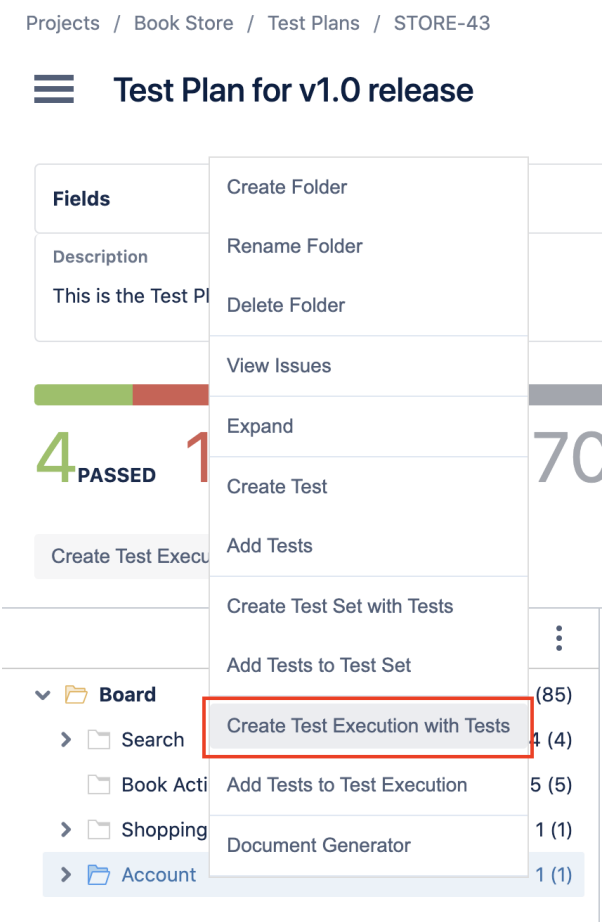 Projects / Book Store / Test Plans / STORE-43
Test Plan for v1.0 release
Fields
Description
This is the Test Pl
4 PASSED
1
70
Create Test Execu
Create Folder
Rename Folder
Delete Folder
View Issues
Expand
Create Test
Add Tests
Create Test Set with Tests
Add Tests to Test Set
Create Test Execution with Tests
Add Tests to Test Execution
Document Generator
Board (85)
Search 4 (4)
Book Acti 5 (5)
Shopping 1 (1)
Account 1 (1)